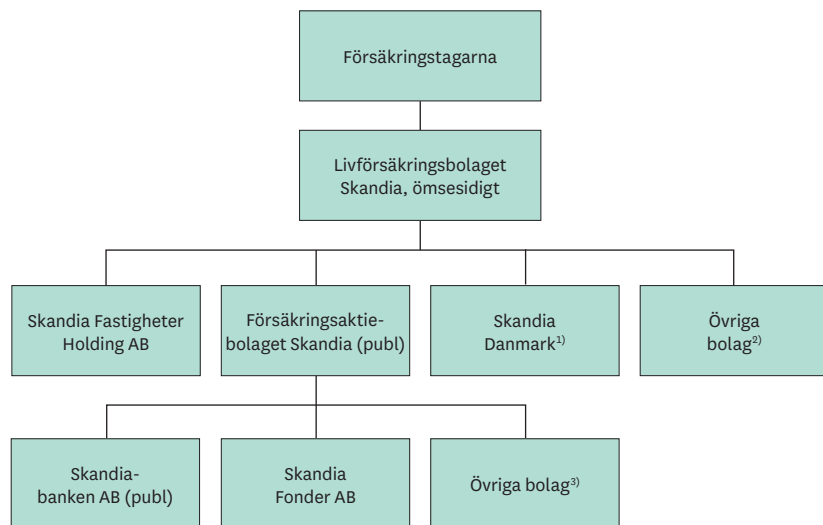 Försäkringstagarna
Livförsäkringsbolaget
Skandia, ömsesidigt
Skandia Fastigheter
Holding AB
Försäkringsaktie-
bolaget Skandia (publ)
Skandia
Danmark¹⁾
Övriga
bolag²⁾
Skandia-
banken AB (publ)
Skandia
Fonder AB
Övriga bolag³⁾